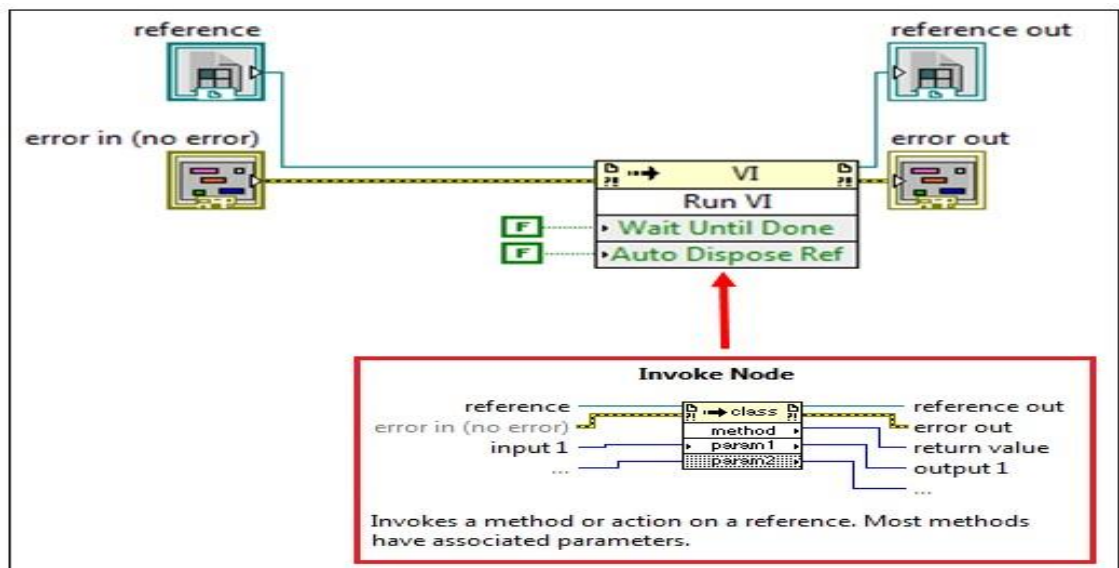 reference
reference out
error in (no error)
error out
VI
Run VI
F
Wait Until Done
F
Auto Dispose Ref
Invoke Node
reference
class
reference out
error in (no error)
method
error out
return value
input 1
param1
output 1
...
param2
...
Invokes a method or action on a reference. Most methods
have associated parameters.